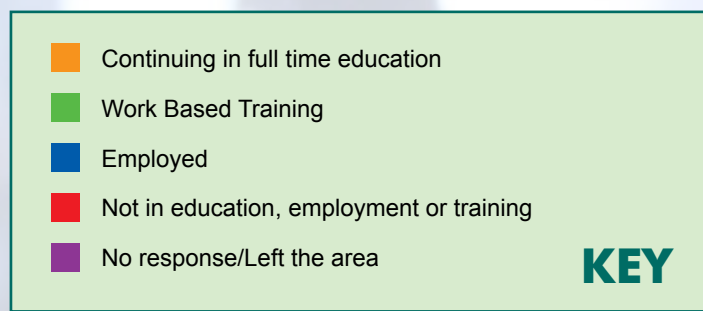 Continuing in full time education
Work Based Training
Employed
Not in education, employment or training
No response/Left the area
KEY